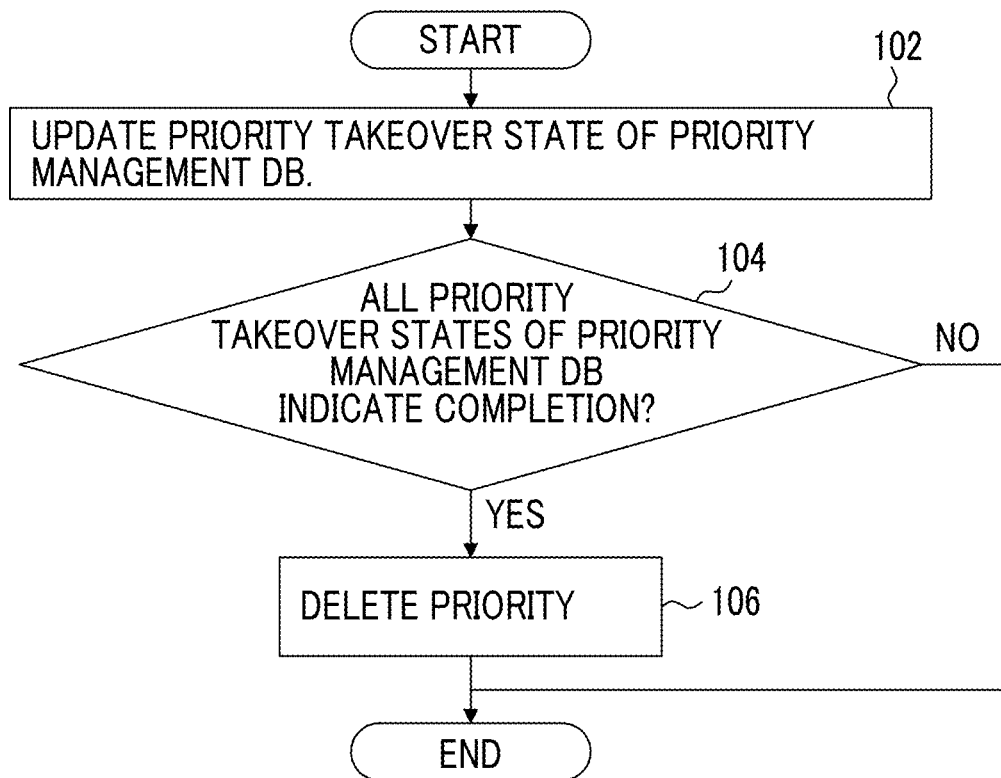 START
102
UPDATE PRIORITY TAKEOVER STATE OF PRIORITY
MANAGEMENT DB.
104
ALL PRIORITY
TAKEOVER STATES OF PRIORITY
MANAGEMENT DB
INDICATE COMPLETION?
NO
YES
DELETE PRIORITY
106
END